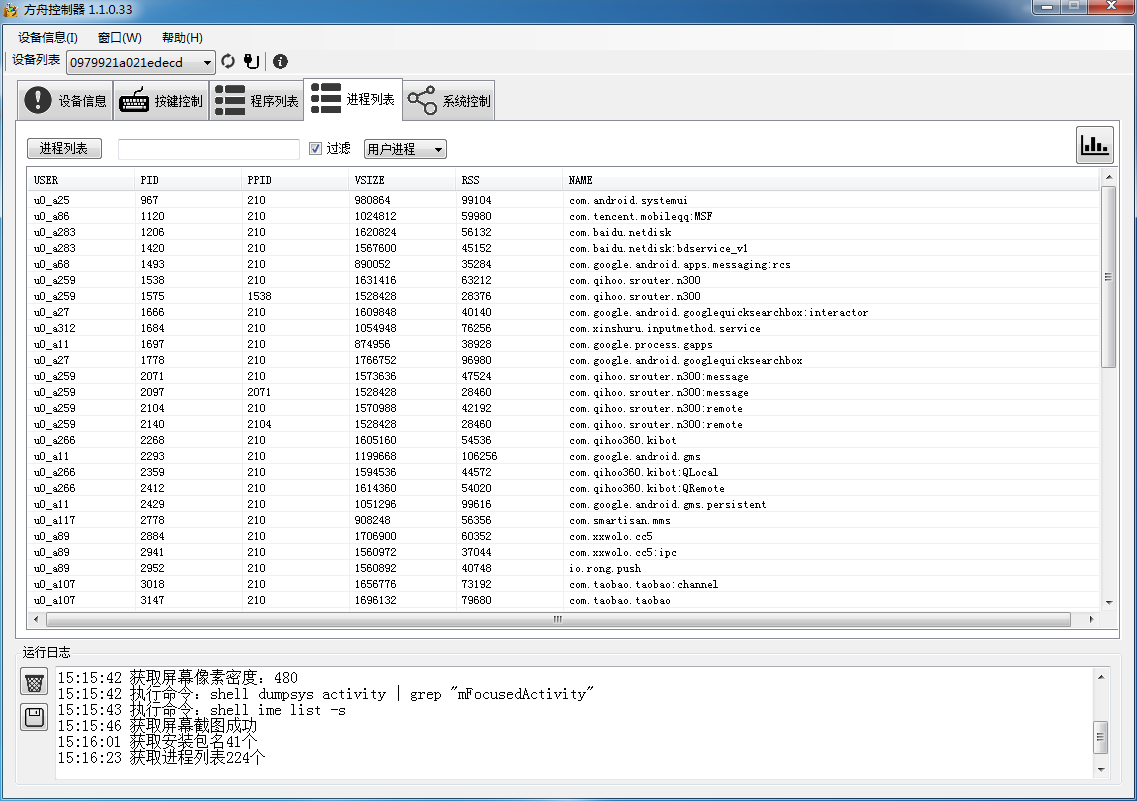 方舟控制器 1.1.0.33
设备信息(I) 窗口(W) 帮助(H)
设备列表 0979921a021edecd
设备信息 按键控制 程序列表 进程列表 系统控制
进程列表 过滤 用户进程
USER PID PPID VSIZE RSS NAME
u0_a25 967 210 980864 99104 com.android.systemui
u0_a86 1120 210 1024812 59980 com.tencent.mobileqq:MSF
u0_a283 1206 210 1620824 56132 com.baidu.netdisk
u0_a283 1420 210 1567600 45152 com.baidu.netdisk:bdservice_v1
u0_a68 1493 210 890052 35284 com.google.android.apps.messaging:rcs
u0_a259 1538 210 1631416 63212 com.qihoo.srouter.n300
u0_a259 1575 1538 1528428 28376 com.qihoo.srouter.n300
u0_a27 1666 210 1609848 40140 com.google.android.googlequicksearchbox:interactor
u0_a312 1684 210 1054948 76256 com.xinshuru.inputmethod.service
u0_a11 1697 210 874956 38928 com.google.process.gapps
u0_a27 1778 210 1766752 96980 com.google.android.googlequicksearchbox
u0_a259 2071 210 1573636 47524 com.qihoo.srouter.n300:message
u0_a259 2097 2071 1528428 28460 com.qihoo.srouter.n300:message
u0_a259 2104 210 1570988 42192 com.qihoo.srouter.n300:remote
u0_a259 2140 2104 1528428 28460 com.qihoo.srouter.n300:remote
u0_a266 2268 210 1605160 54536 com.qihoo360.kibot
u0_a11 2293 210 1199668 106256 com.google.android.gms
u0_a266 2359 210 1594536 44572 com.qihoo360.kibot:QLocal
u0_a266 2412 210 1614360 54020 com.qihoo360.kibot:QRemote
u0_a11 2429 210 1051296 99616 com.google.android.gms.persistent
u0_a117 2778 210 908248 56356 com.smartisan.mms
u0_a89 2884 210 1706900 60352 com.xxwolo.cc5
u0_a89 2941 210 1560972 37044 com.xxwolo.cc5:ipc
u0_a89 2952 210 1560892 40748 io.rong.push
u0_a107 3018 210 1656776 73192 com.taobao.taobao:channel
u0_a107 3147 210 1696132 79680 com.taobao.taobao
运行日志
15:15:42 获取屏幕像素密度：480
15:15:42 执行命令：shell dumpsys activity | grep "mFocusedActivity"
15:15:43 执行命令：shell ime list -s
15:15:46 获取屏幕截图成功
15:16:01 获取安装包名41个
15:16:23 获取进程列表224个